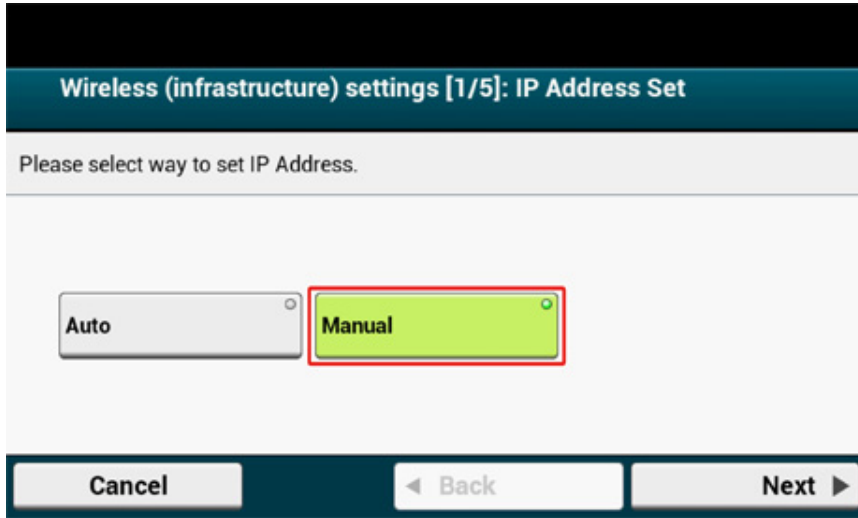 Wireless (infrastructure) settings [1/5]: IP Address Set
Please select way to set IP Address.
Auto
Manual
Cancel
Back
Next